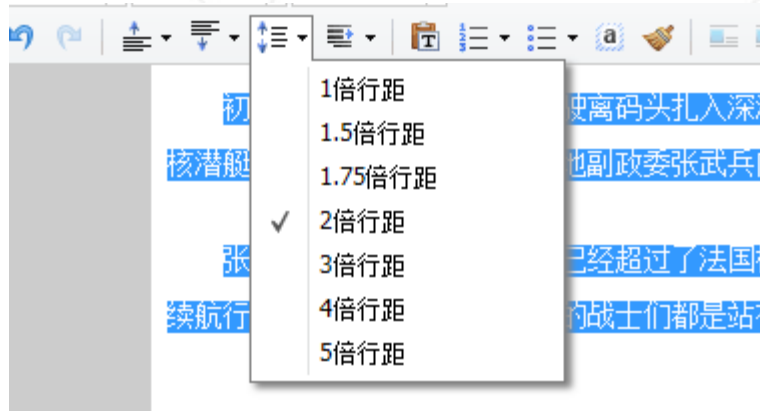 T
a
1倍行距
初
驶离码头扎入深
1.5倍行距
核潜艇
1.75倍行距
地副政委张武兵
2倍行距
张
3倍行距
已经超过了法国
续航行
4倍行距
的战士们都是站
5倍行距